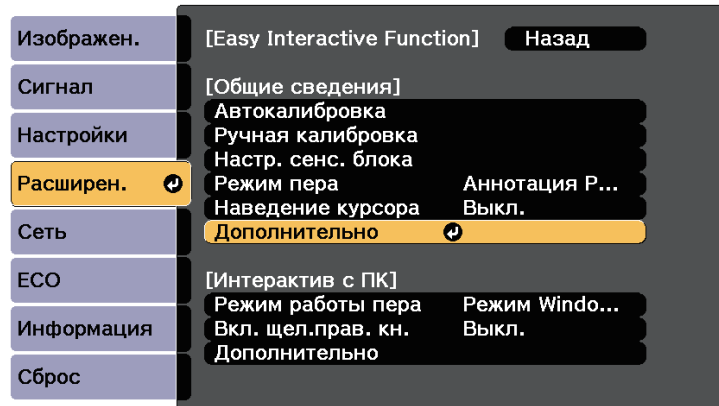 Изображен.
Сигнал
Настройки
Расширен.
Сеть
ECO
Информация
Сброс
[Easy Interactive Function] Назад
[Общие сведения]
Автокалибровка
Ручная калибровка
Настр. сенс. блока
Режим пера Аннотация P...
Наведение курсора Выкл.
Дополнительно
[Интерактив с ПК]
Режим работы пера Режим Windo...
Вкл. щел.прав. кн. Выкл.
Дополнительно